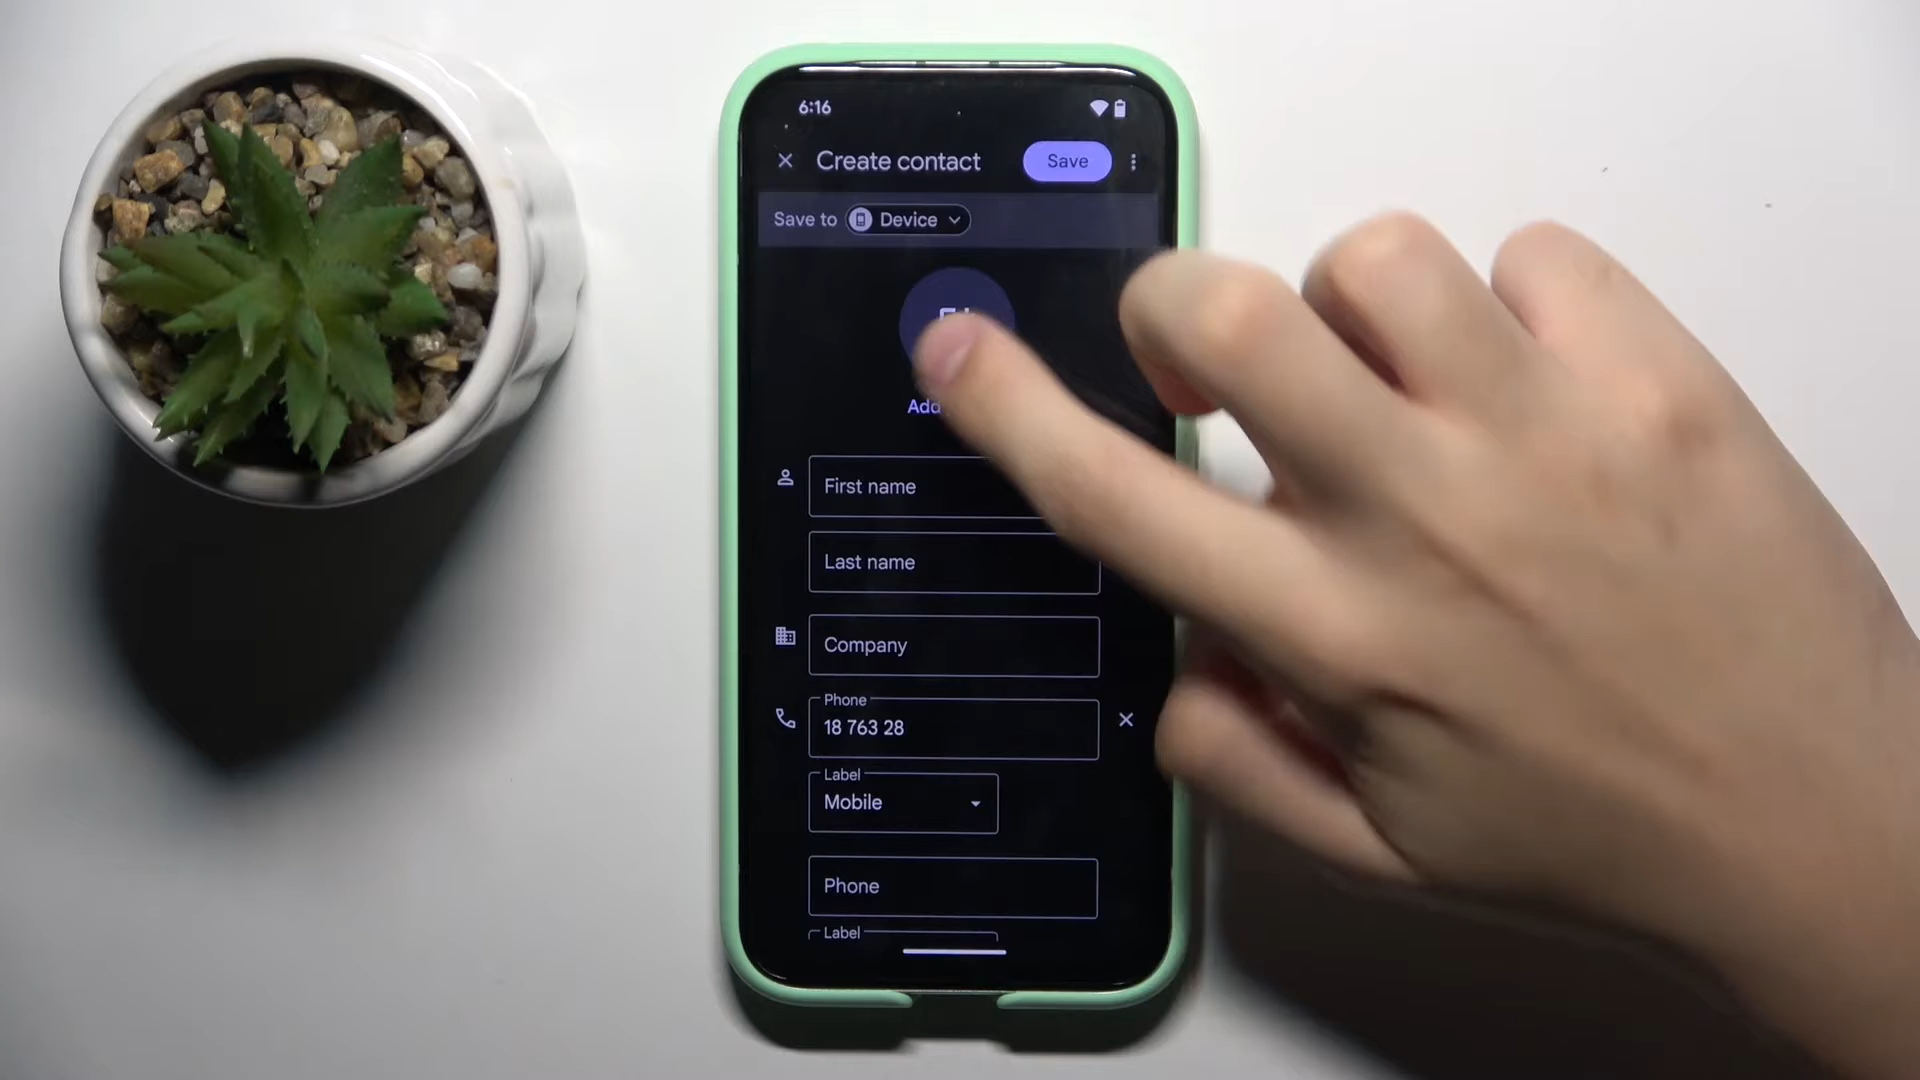 6:16
Create contact
Save
Save to
Device
Add
First name
Last name
Company
Phone
18 763 28
Label
Mobile
Phone
Label